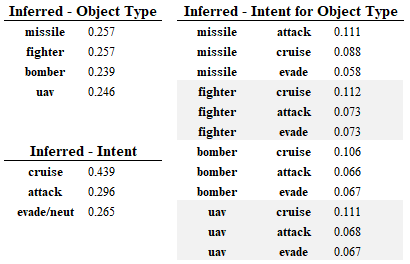 Inferred - Object Type
missile 0.257
fighter 0.257
bomber 0.239
uav 0.246
Inferred - Intent
cruise 0.439
attack 0.296
evade/neut 0.265
Inferred - Intent for Object Type
missile attack 0.111
missile cruise 0.088
missile evade 0.058
fighter cruise 0.112
fighter attack 0.073
fighter evade 0.073
bomber cruise 0.106
bomber attack 0.066
bomber evade 0.067
uav cruise 0.111
uav attack 0.068
uav evade 0.067